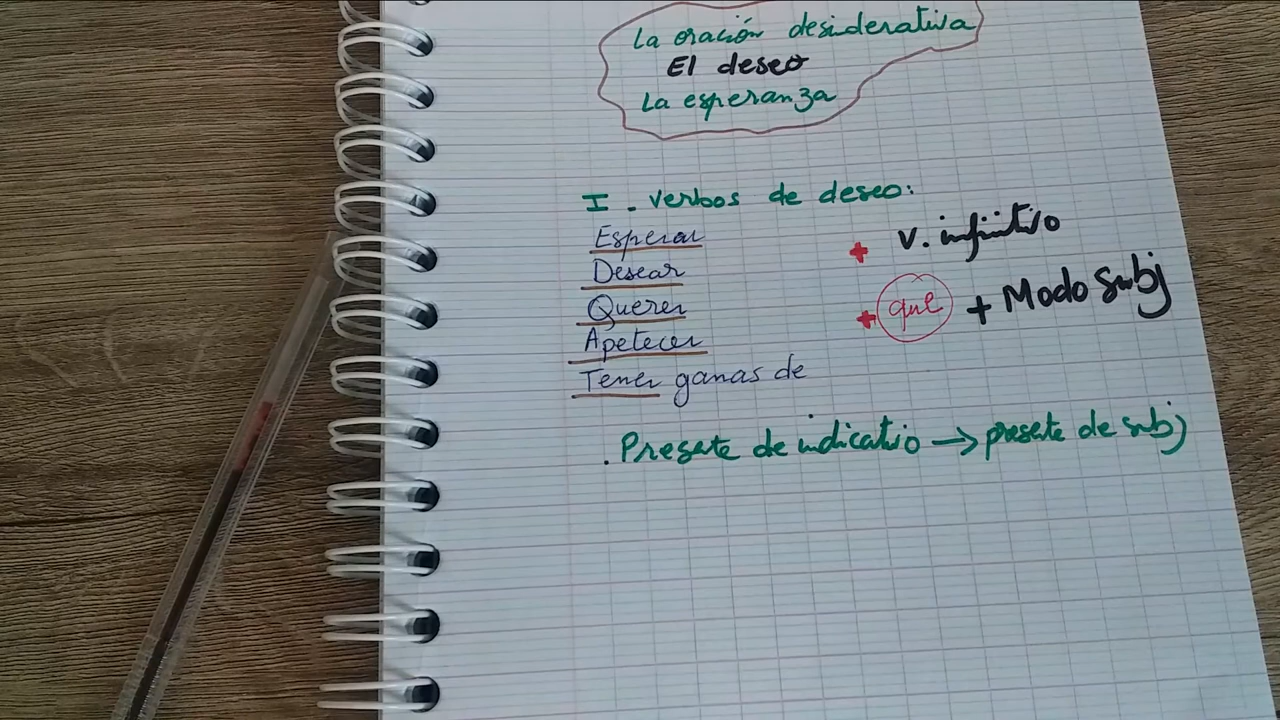 La oración desiderativa
El deseo
La esperanza
I. verbos de deseo:
Esperar
Desear
Querer
Apetecer
Tener ganas de
+ V. infinitivo
+ que + Modo Subj
. Presete de indicativo → presete de subj